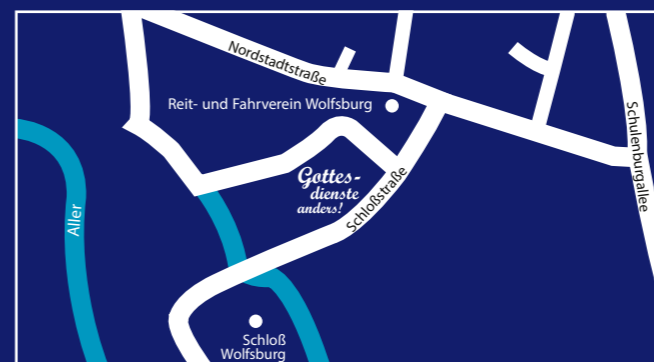 Nordstadtstraße
Reit- und Fahrverein Wolfsburg
Schulenburgallee
Gottes-
dienste
anders!
Schloßstraße
Aller
Schloß
Wolfsburg